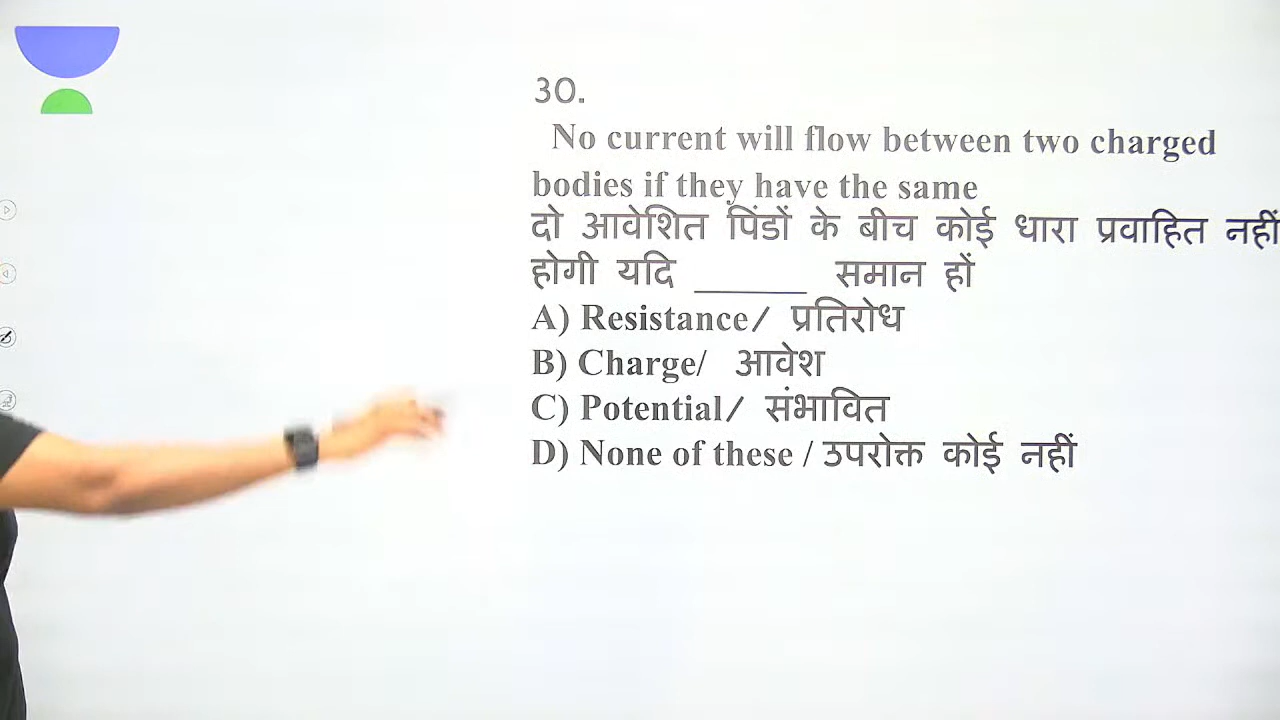 30.
No current will flow between two charged
bodies if they have the same
दो आवेशित पिंडों के बीच कोई धारा प्रवाहित नहीं
होगी यदि ______ समान हों
A) Resistance/ प्रतिरोध
B) Charge/ आवेश
C) Potential/ संभावित
D) None of these / उपरोक्त कोई नहीं